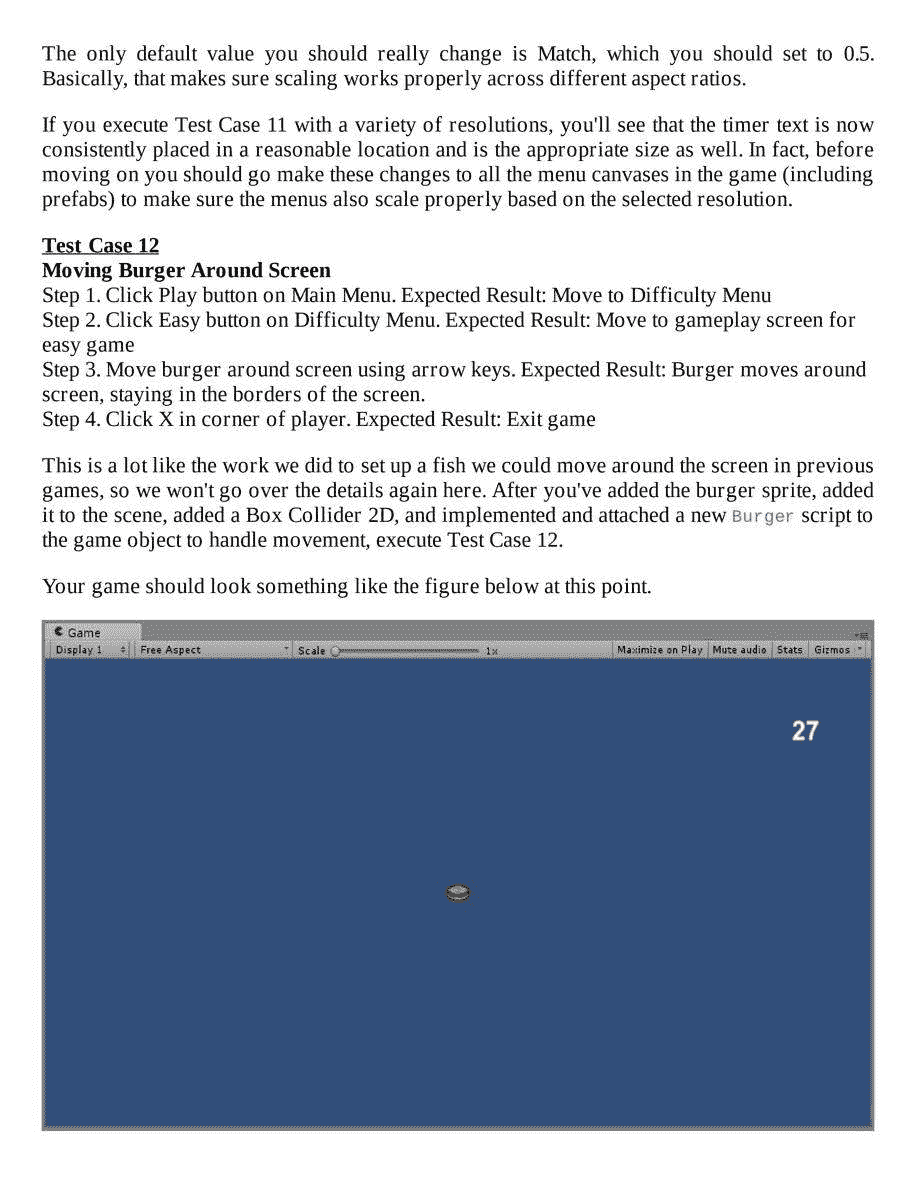 The only default value you should really change is Match, which you should set to 0.5.
Basically, that makes sure scaling works properly across different aspect ratios.
If you execute Test Case 11 with a variety of resolutions, you'll see that the timer text is now
consistently placed in a reasonable location and is the appropriate size as well. In fact, before
moving on you should go make these changes to all the menu canvases in the game (including
prefabs) to make sure the menus also scale properly based on the selected resolution.
Test Case 12
Moving Burger Around Screen
Step 1. Click Play button on Main Menu. Expected Result: Move to Difficulty Menu
Step 2. Click Easy button on Difficulty Menu. Expected Result: Move to gameplay screen for
easy game
Step 3. Move burger around screen using arrow keys. Expected Result: Burger moves around
screen, staying in the borders of the screen.
Step 4. Click X in corner of player. Expected Result: Exit game
This is a lot like the work we did to set up a fish we could move around the screen in previous
games, so we won't go over the details again here. After you've added the burger sprite, added
it to the scene, added a Box Collider 2D, and implemented and attached a new Burger script to
the game object to handle movement, execute Test Case 12.
Your game should look something like the figure below at this point.
Game
Display 1 Free Aspect Scale 1x Maximize on Play Mute audio Stats Gizmos
27